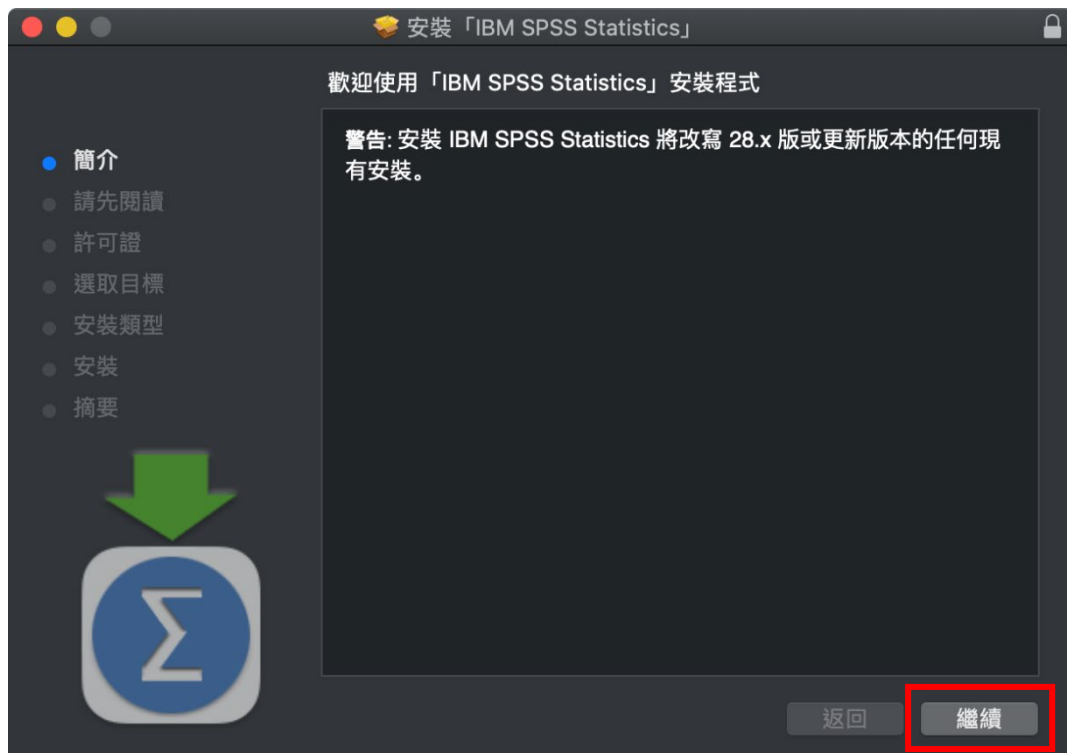 安裝「IBM SPSS Statistics」
歡迎使用「IBM SPSS Statistics」安裝程式
警告: 安裝 IBM SPSS Statistics 將改寫 28.x 版或更新版本的任何現
有安裝。
簡介
請先閱讀
許可證
選取目標
安裝類型
安裝
摘要
Σ
返回
繼續